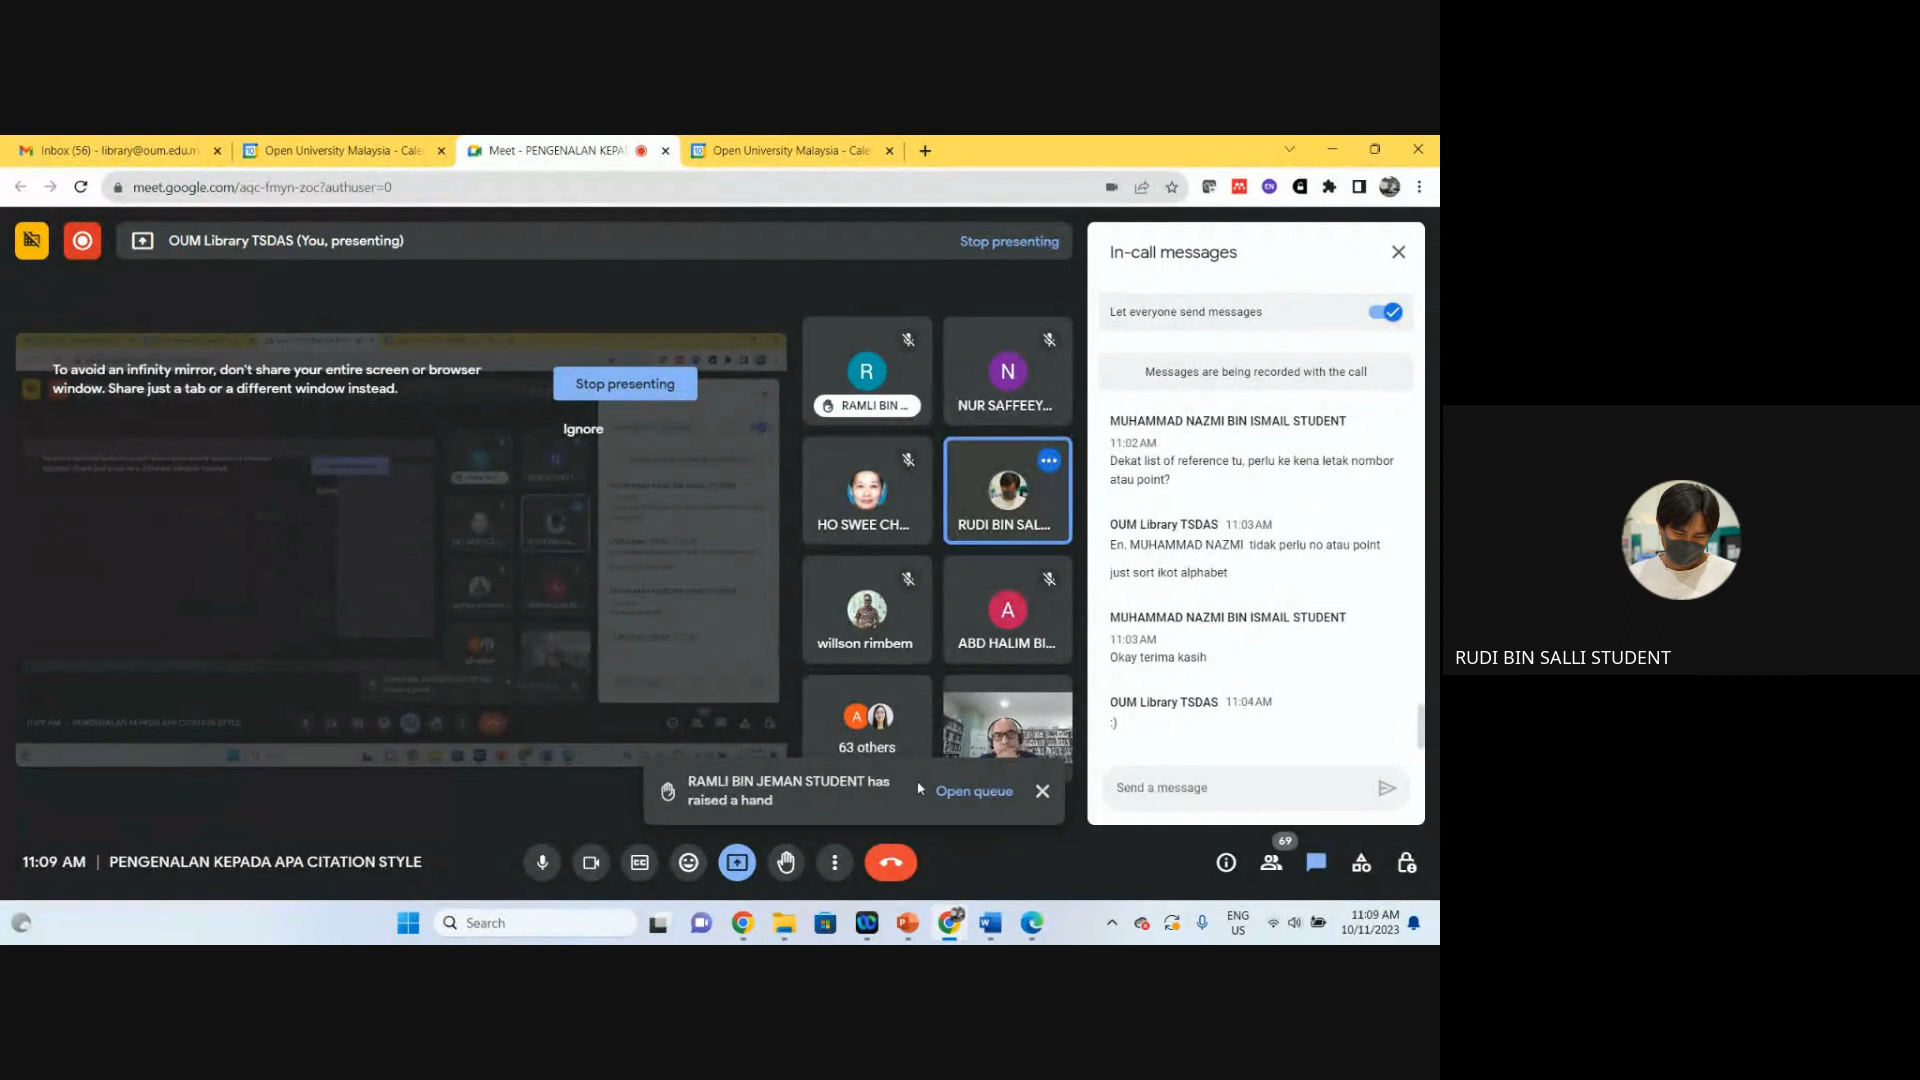 Inbox (56) - library@oum.edu.m
Open University Malaysia - Cale
Meet - PENGENALAN KEPA
Open University Malaysia - Cale
meet.google.com/aqc-fmyn-zoc?authuser=0
OUM Library TSDAS (You, presenting)
Stop presenting
To avoid an infinity mirror, don't share your entire screen or browser
window. Share just a tab or a different window instead.
Stop presenting
Ignore
R
RAMLI BIN ...
N
NUR SAFFEEY...
HO SWEE CH...
RUDI BIN SAL...
willson rimbem
A
ABD HALIM BI...
A
63 others
RAMLI BIN JEMAN STUDENT has
raised a hand
Open queue
In-call messages
Let everyone send messages
Messages are being recorded with the call
MUHAMMAD NAZMI BIN ISMAIL STUDENT
11:02 AM
Dekat list of reference tu, perlu ke kena letak nombor
atau point?
OUM Library TSDAS 11:03 AM
En. MUHAMMAD NAZMI tidak perlu no atau point
just sort ikot alphabet
MUHAMMAD NAZMI BIN ISMAIL STUDENT
11:03 AM
Okay terima kasih
OUM Library TSDAS 11:04 AM
:)
Send a message
11:09 AM | PENGENALAN KEPADA APA CITATION STYLE
69
Search
ENG
US
11:09 AM
10/11/2023
RUDI BIN SALLI STUDENT